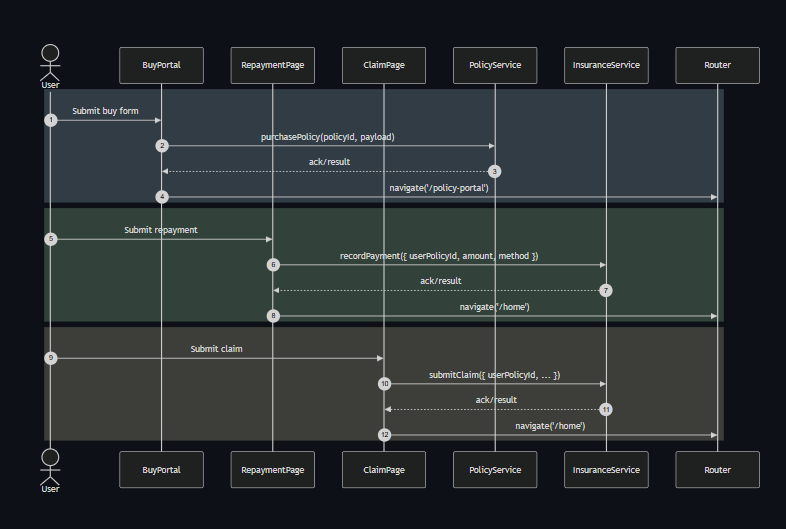 BuyPortal RepaymentPage ClaimPage PolicyService InsuranceService Router
User
Submit buy form
1
purchasePolicy(policyId, payload)
2
ack/result
3
navigate('/policy-portal')
4
Submit repayment
5
recordPayment({ userPolicyId, amount, method })
6
ack/result
7
navigate('/home')
8
Submit claim
9
submitClaim({ userPolicyId, ... })
10
ack/result
11
navigate('/home')
12
BuyPortal RepaymentPage ClaimPage PolicyService InsuranceService Router
User